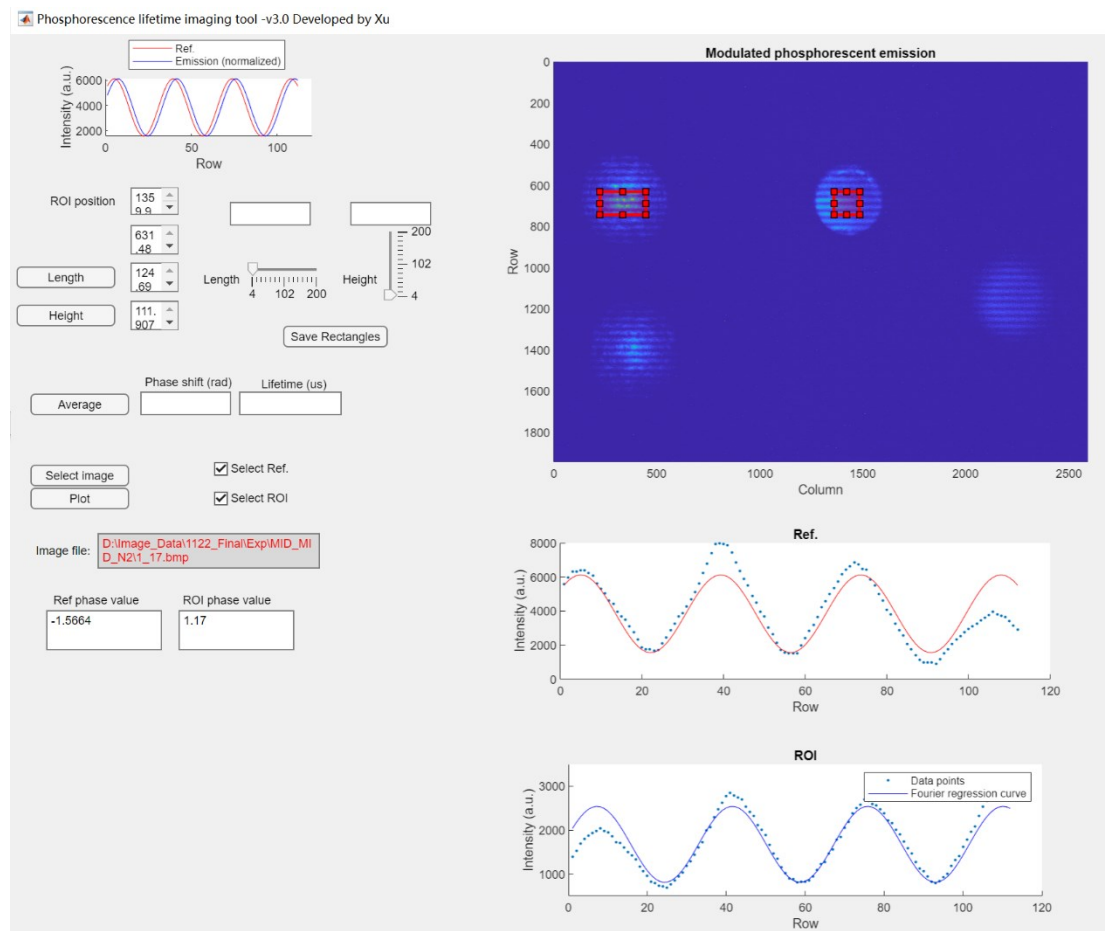 Phosphorescence lifetime imaging tool -v3.0 Developed by Xu
Ref.
Emission (normalized)
6000
4000
2000
Intensity (a.u.)
0 50 100
Row
ROI position
135
9.9
631
.48
Length
124
.69
Height
111.
907
Length
4 102 200
Height
200
102
4
Save Rectangles
Phase shift (rad)
Lifetime (us)
Average
Select image
Select Ref.
Plot
Select ROI
Image file:
D:\Image_Data\1122_Final\Exp\MID_MI
D_N2\1_17.bmp
Ref phase value
ROI phase value
-1.5664
1.17
Modulated phosphorescent emission
0
200
400
600
800
1000
1200
1400
1600
1800
Row
0 500 1000 1500 2000 2500
Column
Ref.
8000
6000
4000
2000
0
Intensity (a.u.)
0 20 40 60 80 100 120
Row
ROI
Data points
Fourier regression curve
3000
2000
1000
Intensity (a.u.)
0 20 40 60 80 100 120
Row